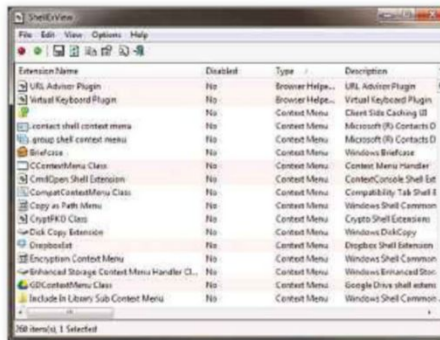 ShellExView
File Edit View Options Help
Extension Name Disabled Type / Description
URL Advisor Plugin No Browser Helpe... URL Advisor Plugin
Virtual Keyboard Plugin No Browser Helpe... Virtual Keyboard Plugin
No Context Menu Client Side Caching UI
.contact shell context menu No Context Menu Microsoft (R) Contacts D
.group shell context menu No Context Menu Microsoft (R) Contacts D
Briefcase No Context Menu Windows Briefcase
CContextMenu Class No Context Menu Context Menu Handler
CmdOpen Shell Extension No Context Menu ContextConsole Shell Ext
CompatContextMenu Class No Context Menu Compatibility Tab Shell E
Copy as Path Menu No Context Menu Windows Shell Common
CryptPKO Class No Context Menu Crypto Shell Extensions
Disk Copy Extension No Context Menu Windows DiskCopy
DropboxExt No Context Menu Dropbox Shell Extension
Encryption Context Menu No Context Menu Windows Shell Common
Enhanced Storage Context Menu Handler Cl... No Context Menu Windows Enhanced Stor
GDContextMenu Class No Context Menu Google Drive shell extens
Include In Library Sub Context Menu No Context Menu Windows Shell Common
260 item(s), 1 Selected